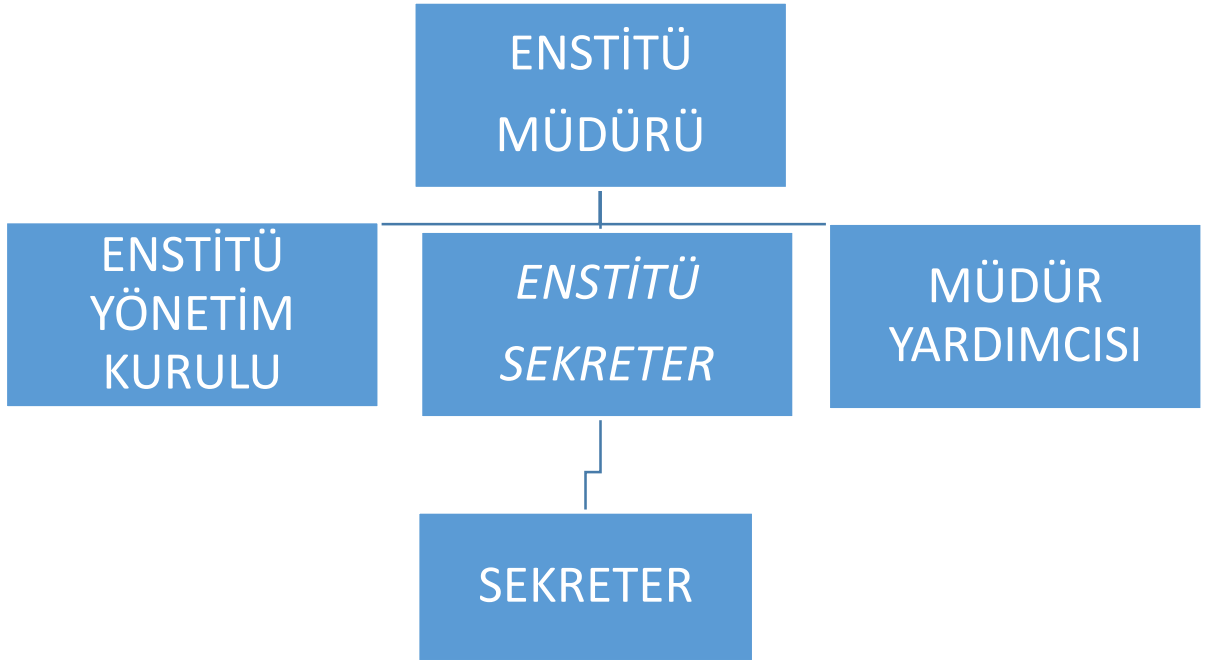 ENSTİTÜ
MÜDÜRÜ
ENSTİTÜ
YÖNETİM
KURULU
ENSTİTÜ
SEKRETER
MÜDÜR
YARDIMCISI
SEKRETER